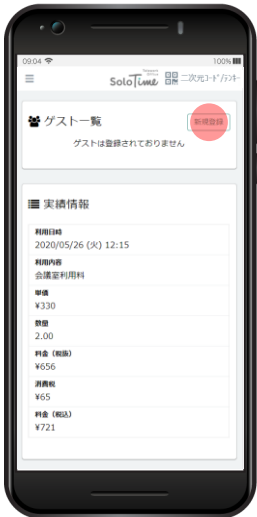 09:04 100%
SoloTime 二次元ｺｰﾄﾞ/ﾃﾝｷｰ
ゲスト一覧 新規登録
ゲストは登録されておりません
実績情報
利用日時
2020/05/26 (火) 12:15
利用内容
会議室利用料
単価
¥330
数量
2.00
料金（税抜）
¥656
消費税
¥65
料金（税込）
¥721